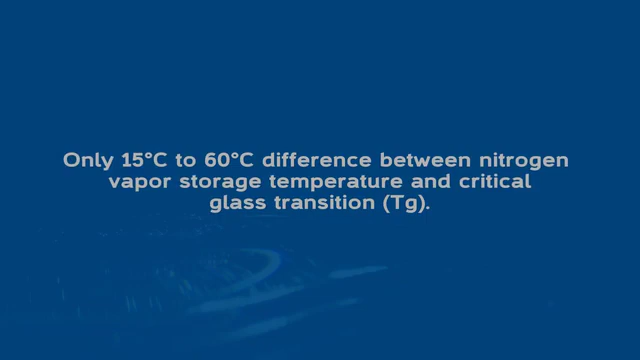 Only 15°C to 60°C difference between nitrogen
vapor storage temperature and critical
glass transition (Tg).